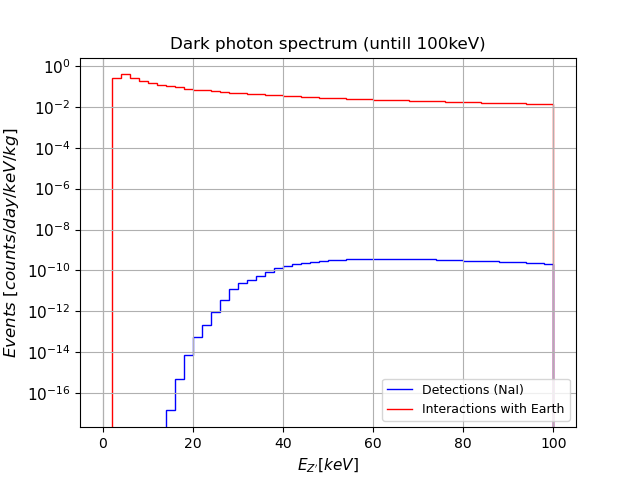 Dark photon spectrum (untill 100keV)
Events [counts/day/keV/kg]
10^0
10^-2
10^-4
10^-6
10^-8
10^-10
10^-12
10^-14
10^-16
Detections (NaI)
Interactions with Earth
0 20 40 60 80 100
E_Z' [keV]